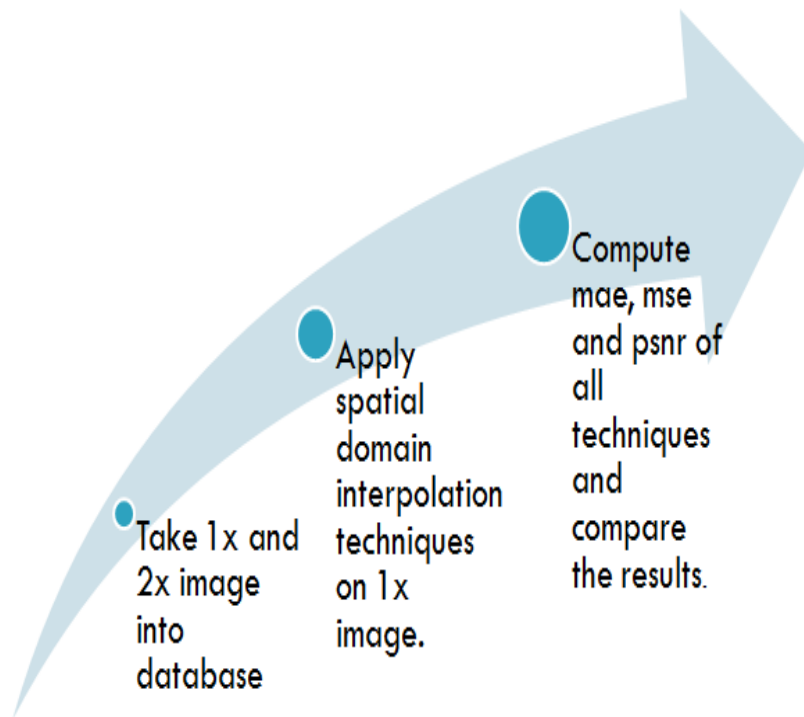 Take 1x and
2x image
into
database
Apply
spatial
domain
interpolation
techniques
on 1x
image.
Compute
mae, mse
and psnr of
all
techniques
and
compare
the results.